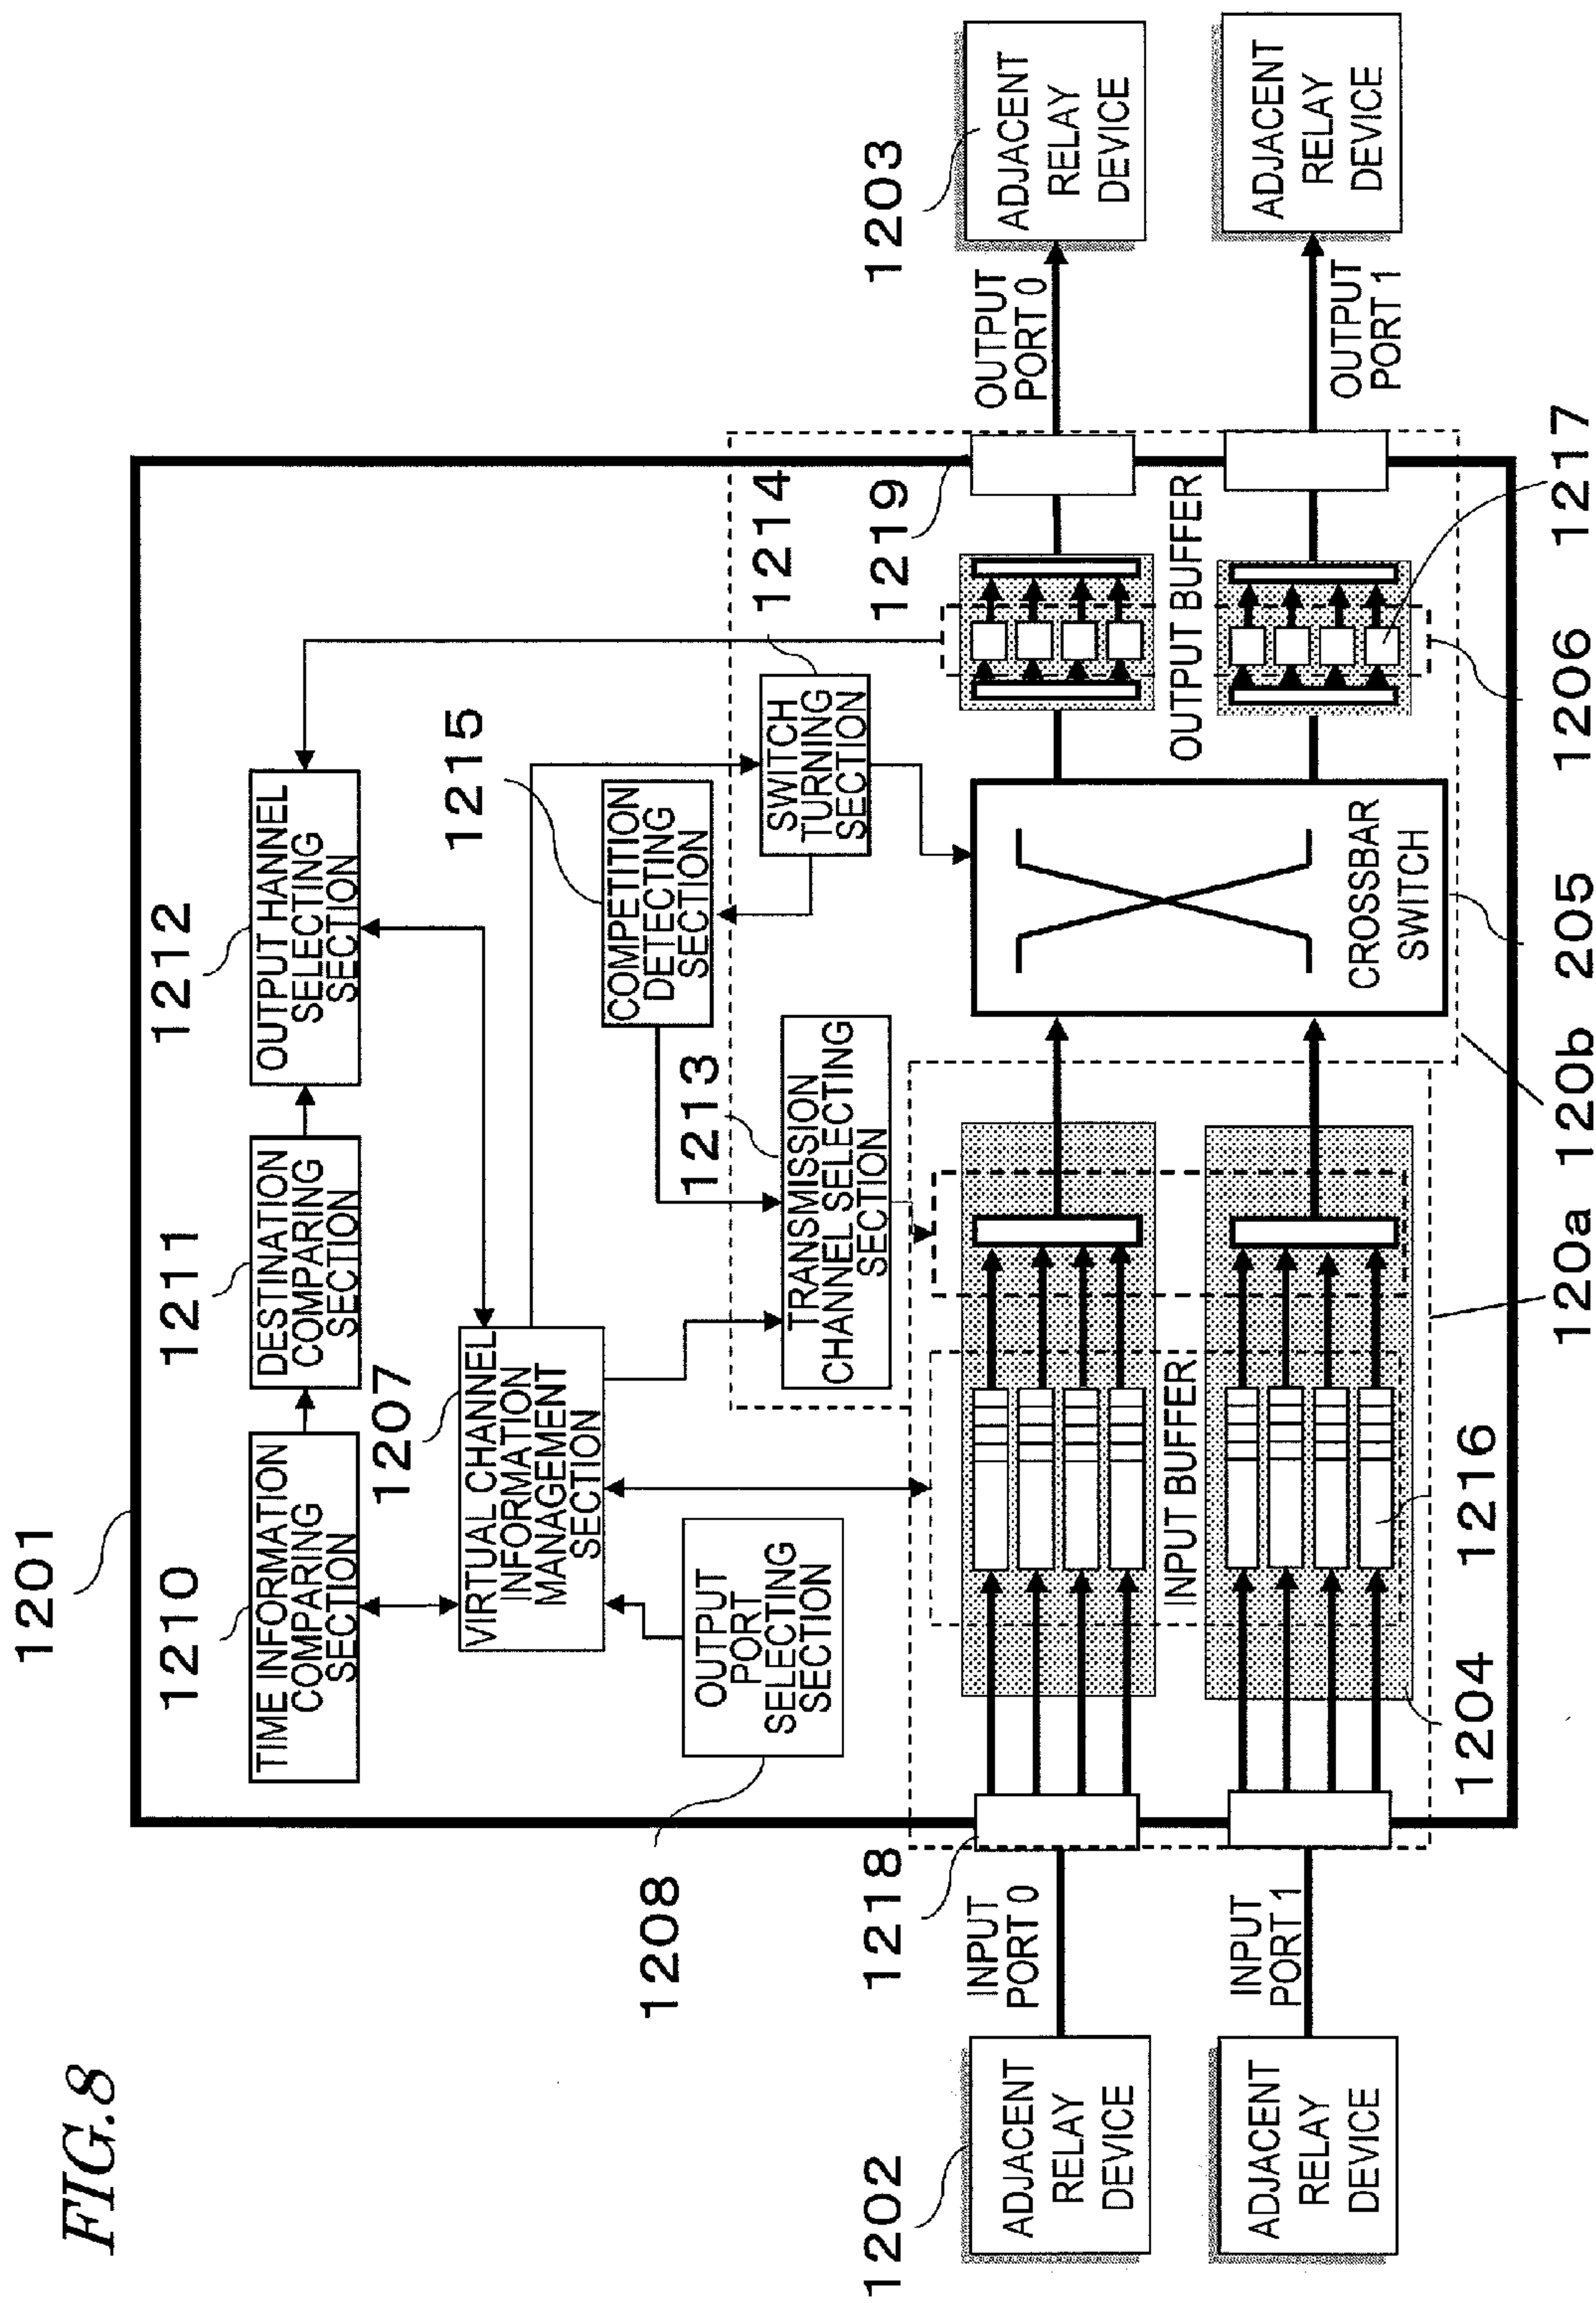 FIG.8
1201
1210
TIME INFORMATION
COMPARING
SECTION
1211
DESTINATION
COMPARING
SECTION
1212
OUTPUT HANNEL
SELECTING
SECTION
1207
VIRTUAL CHANNEL
INFORMATION
MANAGEMENT
SECTION
1215
COMPETITION
DETECTING
SECTION
1208
OUTPUT
PORT
SELECTING
SECTION
1213
TRANSMISSION
CHANNEL SELECTING
SECTION
1214
SWITCH
TURNING
SECTION
1219
1202
ADJACENT
RELAY
DEVICE
1218
INPUT
PORT 0
INPUT BUFFER
CROSSBAR
SWITCH
OUTPUT BUFFER
OUTPUT
PORT 0
1203
ADJACENT
RELAY
DEVICE
ADJACENT
RELAY
DEVICE
INPUT
PORT 1
OUTPUT
PORT 1
ADJACENT
RELAY
DEVICE
1204
1216
120a
120b
205
1206
1217